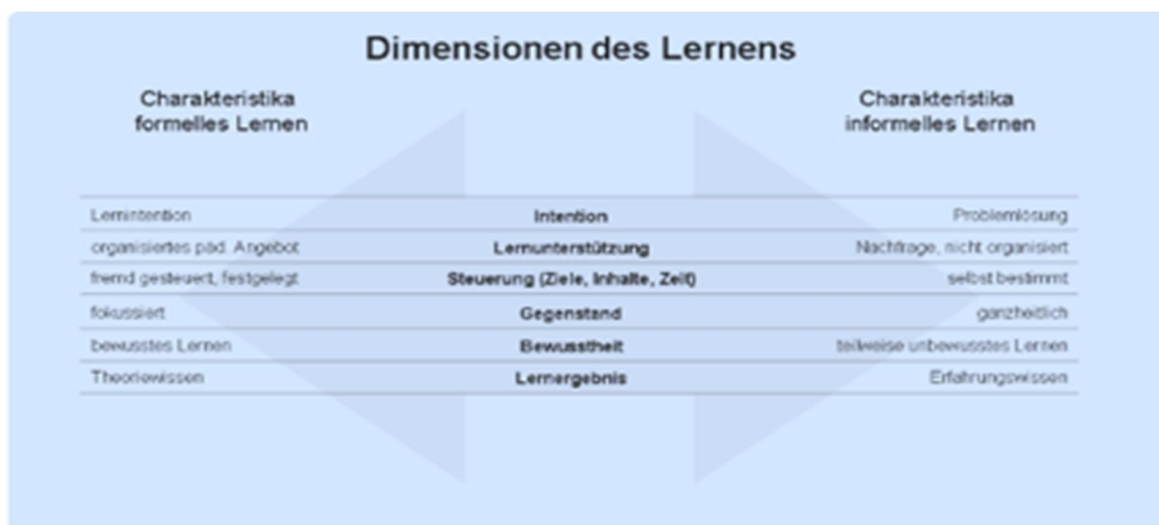 Dimensionen des Lernens
Charakteristika
formelles Lernen
Charakteristika
informelles Lernen
Lernintention Intention Problemlösung
organisiertes päd. Angebot Lernunterstützung Nachfrage, nicht organisiert
fremd gesteuert, festgelegt Steuerung (Ziele, Inhalte, Zeit) selbst bestimmt
fokussiert Gegenstand ganzheitlich
bewusstes Lernen Bewusstheit teilweise unbewusstes Lernen
Theoriewissen Lernergebnis Erfahrungswissen